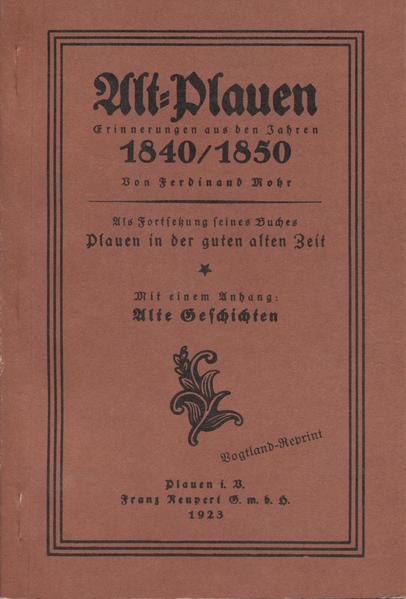 Alt-Plauen
Erinnerungen aus den Jahren
1840/1850
Von Ferdinand Mohr
Als Fortsetzung seines Buches
Plauen in der guten alten Zeit
Mit einem Anhang:
Alte Geschichten
Vogtland-Reprint
Plauen i. V.
Franz Neupert G. m. b. H.
1923